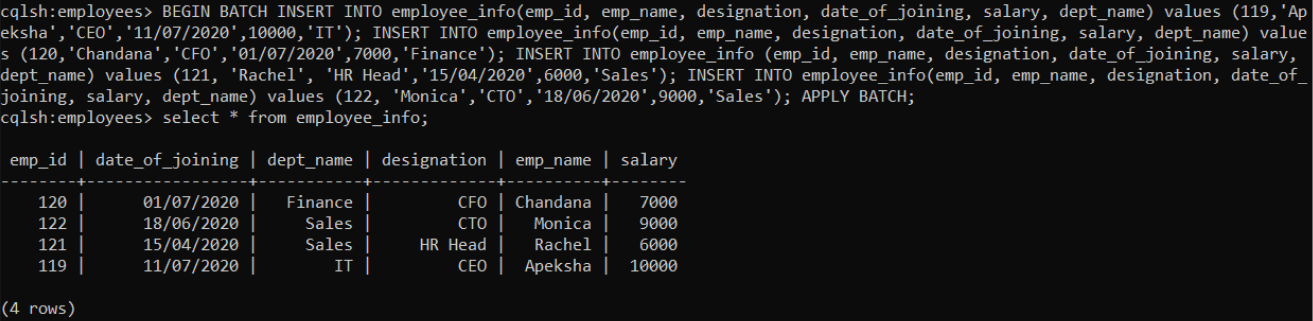 cqlsh:employees> BEGIN BATCH INSERT INTO employee_info(emp_id, emp_name, designation, date_of_joining, salary, dept_name) values (119,'Ap
eksha','CEO','11/07/2020',10000,'IT'); INSERT INTO employee_info(emp_id, emp_name, designation, date_of_joining, salary, dept_name) value
s (120,'Chandana','CFO','01/07/2020',7000,'Finance'); INSERT INTO employee_info (emp_id, emp_name, designation, date_of_joining, salary,
dept_name) values (121, 'Rachel', 'HR Head','15/04/2020',6000,'Sales'); INSERT INTO employee_info(emp_id, emp_name, designation, date_of_
joining, salary, dept_name) values (122, 'Monica','CTO','18/06/2020',9000,'Sales'); APPLY BATCH;
cqlsh:employees> select * from employee_info;
emp_id | date_of_joining | dept_name | designation | emp_name | salary
--------+-----------------+-----------+-------------+----------+--------
120 | 01/07/2020 | Finance | CFO | Chandana | 7000
122 | 18/06/2020 | Sales | CTO | Monica | 9000
121 | 15/04/2020 | Sales | HR Head | Rachel | 6000
119 | 11/07/2020 | IT | CEO | Apeksha | 10000
(4 rows)